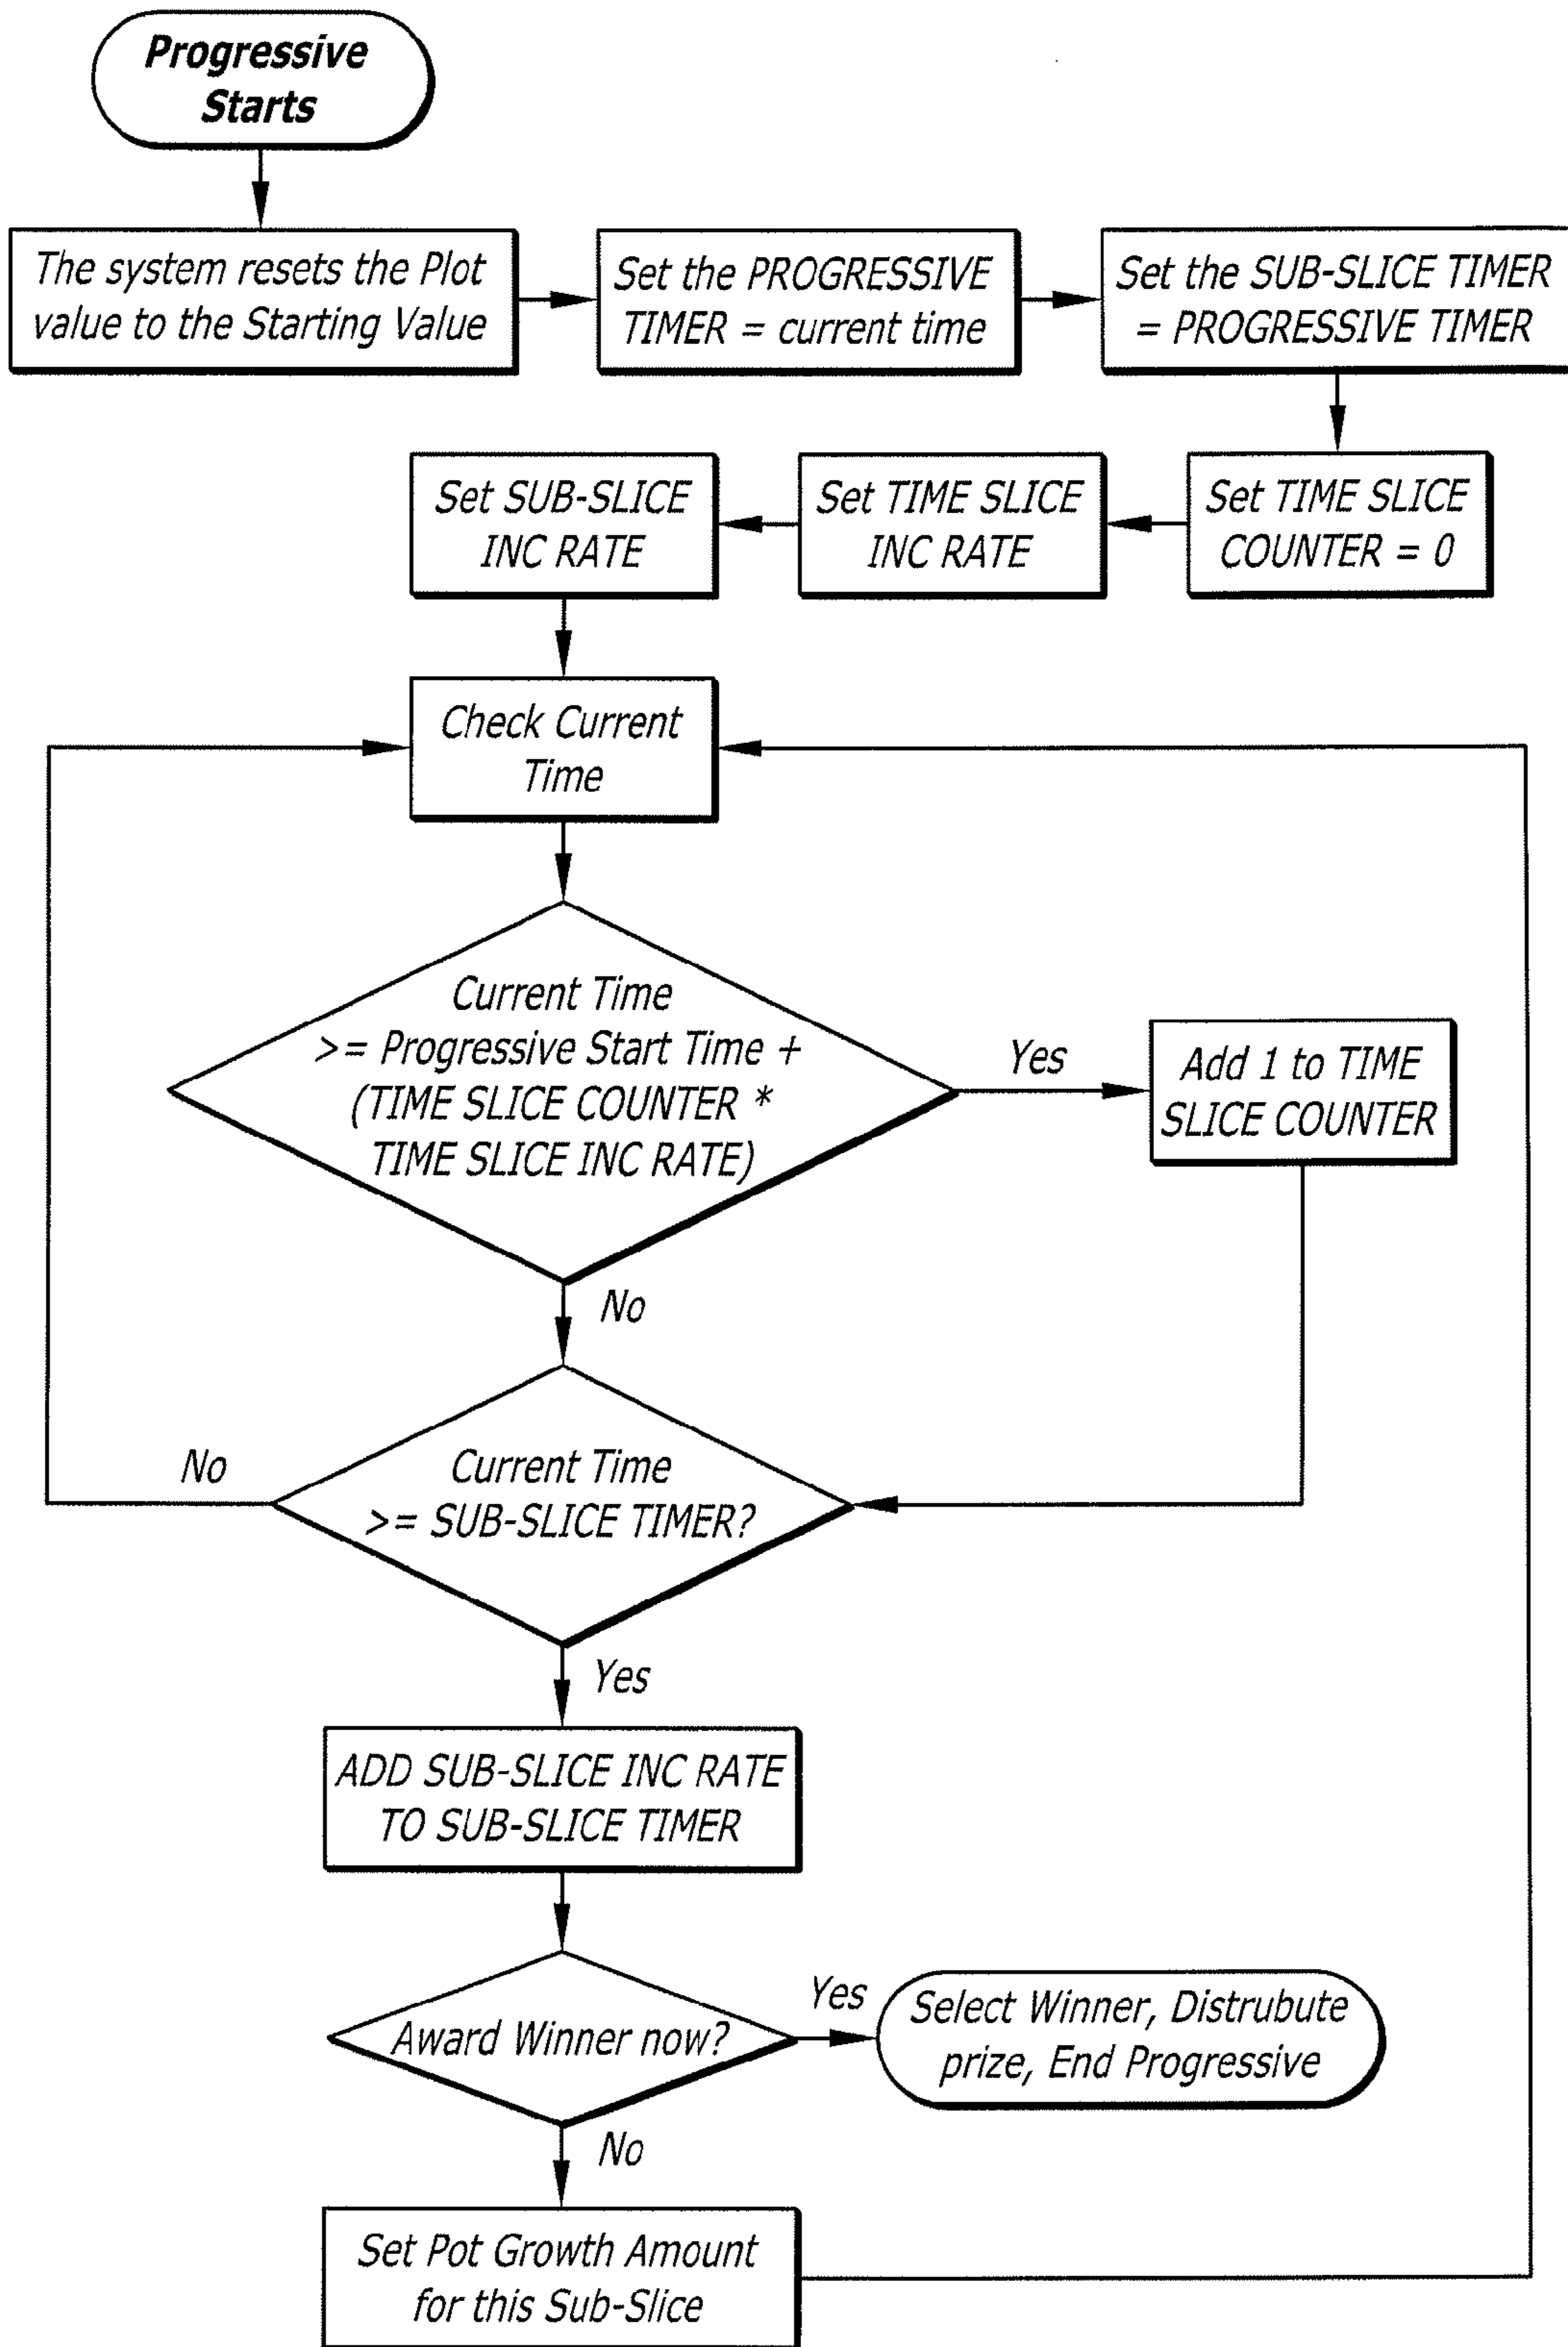 Progressive
Starts
The system resets the Plot
value to the Starting Value
Set the PROGRESSIVE
TIMER = current time
Set the SUB-SLICE TIMER
= PROGRESSIVE TIMER
Set SUB-SLICE
INC RATE
Set TIME SLICE
INC RATE
Set TIME SLICE
COUNTER = 0
Check Current
Time
Current Time
>= Progressive Start Time +
(TIME SLICE COUNTER *
TIME SLICE INC RATE)
Yes
Add 1 to TIME
SLICE COUNTER
No
No
Current Time
>= SUB-SLICE TIMER?
Yes
ADD SUB-SLICE INC RATE
TO SUB-SLICE TIMER
Award Winner now?
Yes
Select Winner, Distrubute
prize, End Progressive
No
Set Pot Growth Amount
for this Sub-Slice